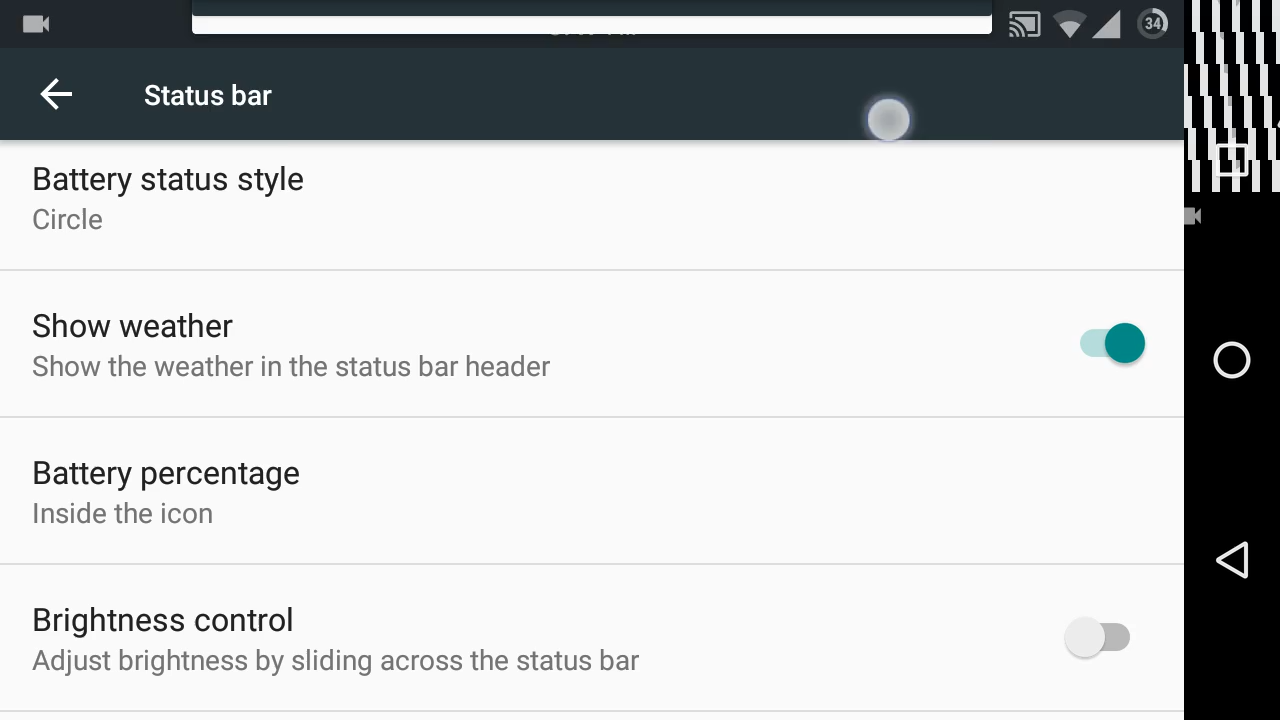 34
Status bar
Battery status style
Circle
Show weather
Show the weather in the status bar header
Battery percentage
Inside the icon
Brightness control
Adjust brightness by sliding across the status bar